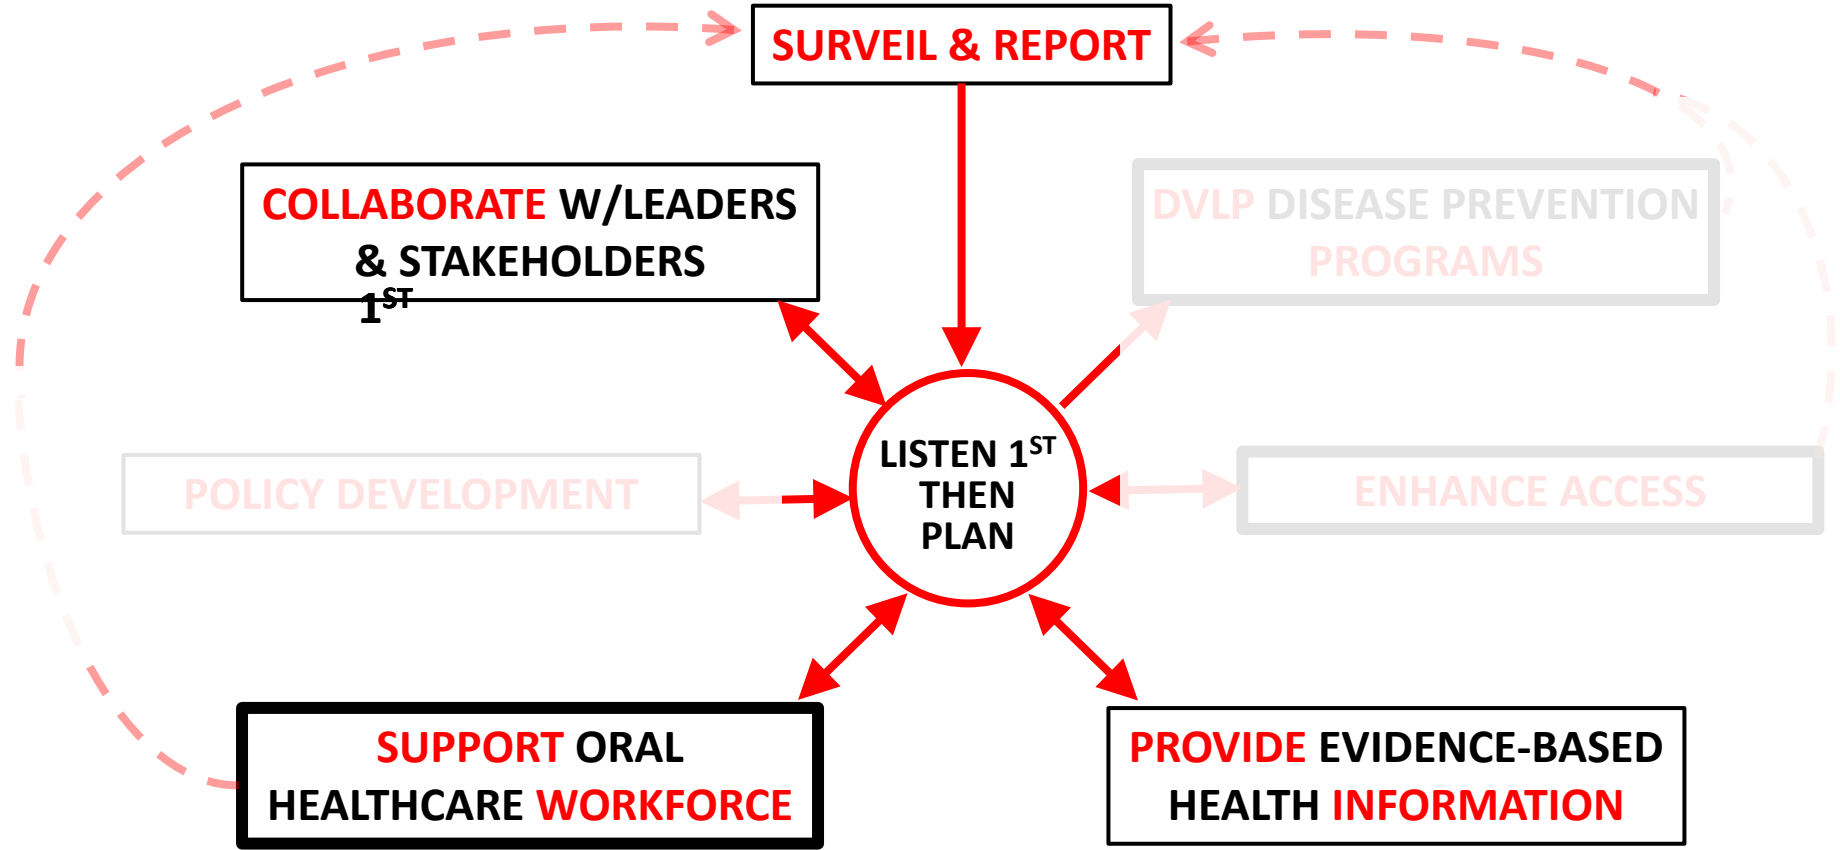 SURVEIL & REPORT
COLLABORATE W/LEADERS
& STAKEHOLDERS
1ST
DVLP DISEASE PREVENTION
PROGRAMS
LISTEN 1ST
THEN
PLAN
POLICY DEVELOPMENT
ENHANCE ACCESS
SUPPORT ORAL
HEALTHCARE WORKFORCE
PROVIDE EVIDENCE-BASED
HEALTH INFORMATION